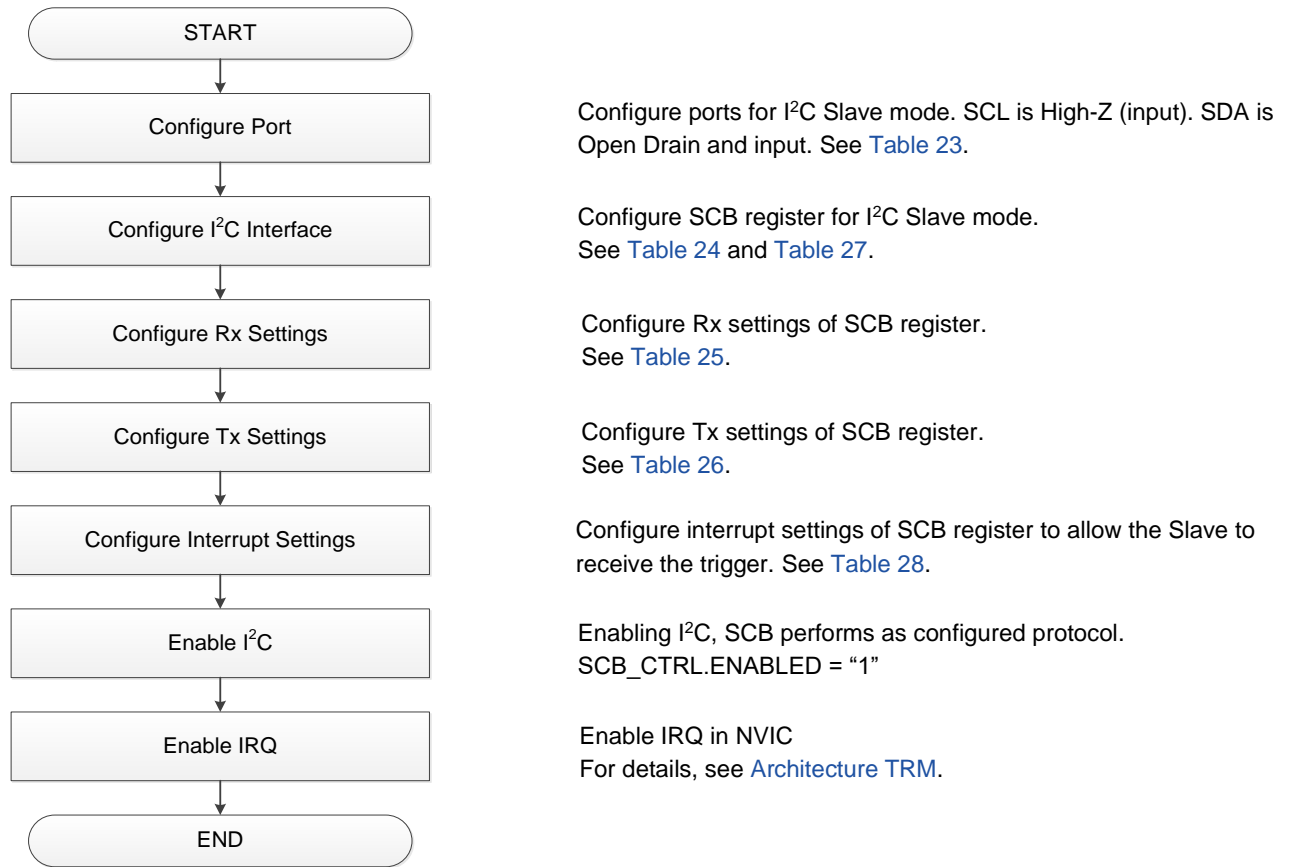 START
Configure Port
Configure ports for I²C Slave mode. SCL is High-Z (input). SDA is
Open Drain and input. See Table 23.
Configure I²C Interface
Configure SCB register for I²C Slave mode.
See Table 24 and Table 27.
Configure Rx Settings
Configure Rx settings of SCB register.
See Table 25.
Configure Tx Settings
Configure Tx settings of SCB register.
See Table 26.
Configure Interrupt Settings
Configure interrupt settings of SCB register to allow the Slave to
receive the trigger. See Table 28.
Enable I²C
Enabling I²C, SCB performs as configured protocol.
SCB_CTRL.ENABLED = “1”
Enable IRQ
Enable IRQ in NVIC
For details, see Architecture TRM.
END